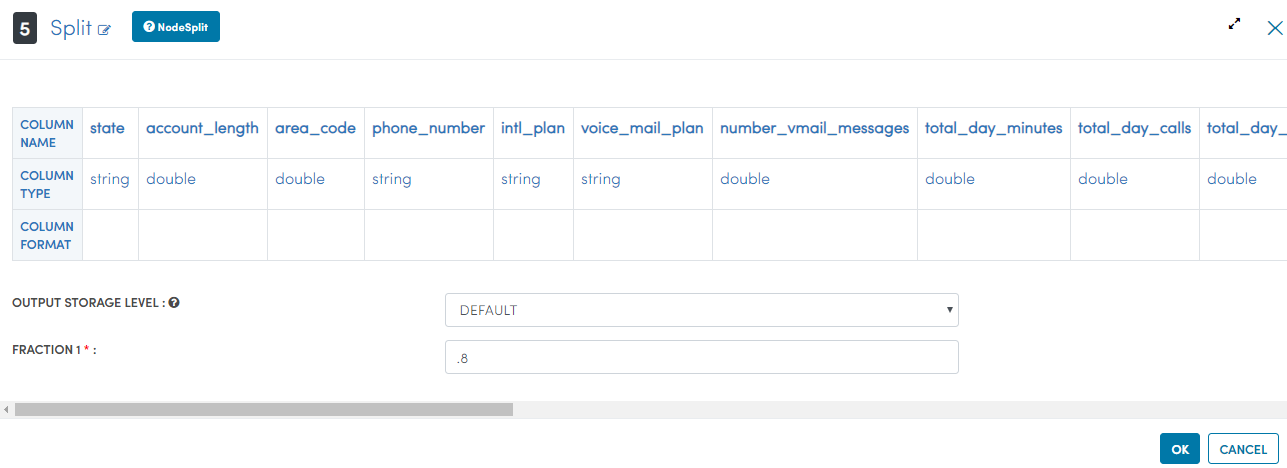 5 Split NodeSplit
COLUMN NAME state account_length area_code phone_number intl_plan voice_mail_plan number_vmail_messages total_day_minutes total_day_calls total_day_
COLUMN TYPE string double double string string string double double double double
COLUMN FORMAT
OUTPUT STORAGE LEVEL : DEFAULT
FRACTION 1 * : .8
OK CANCEL